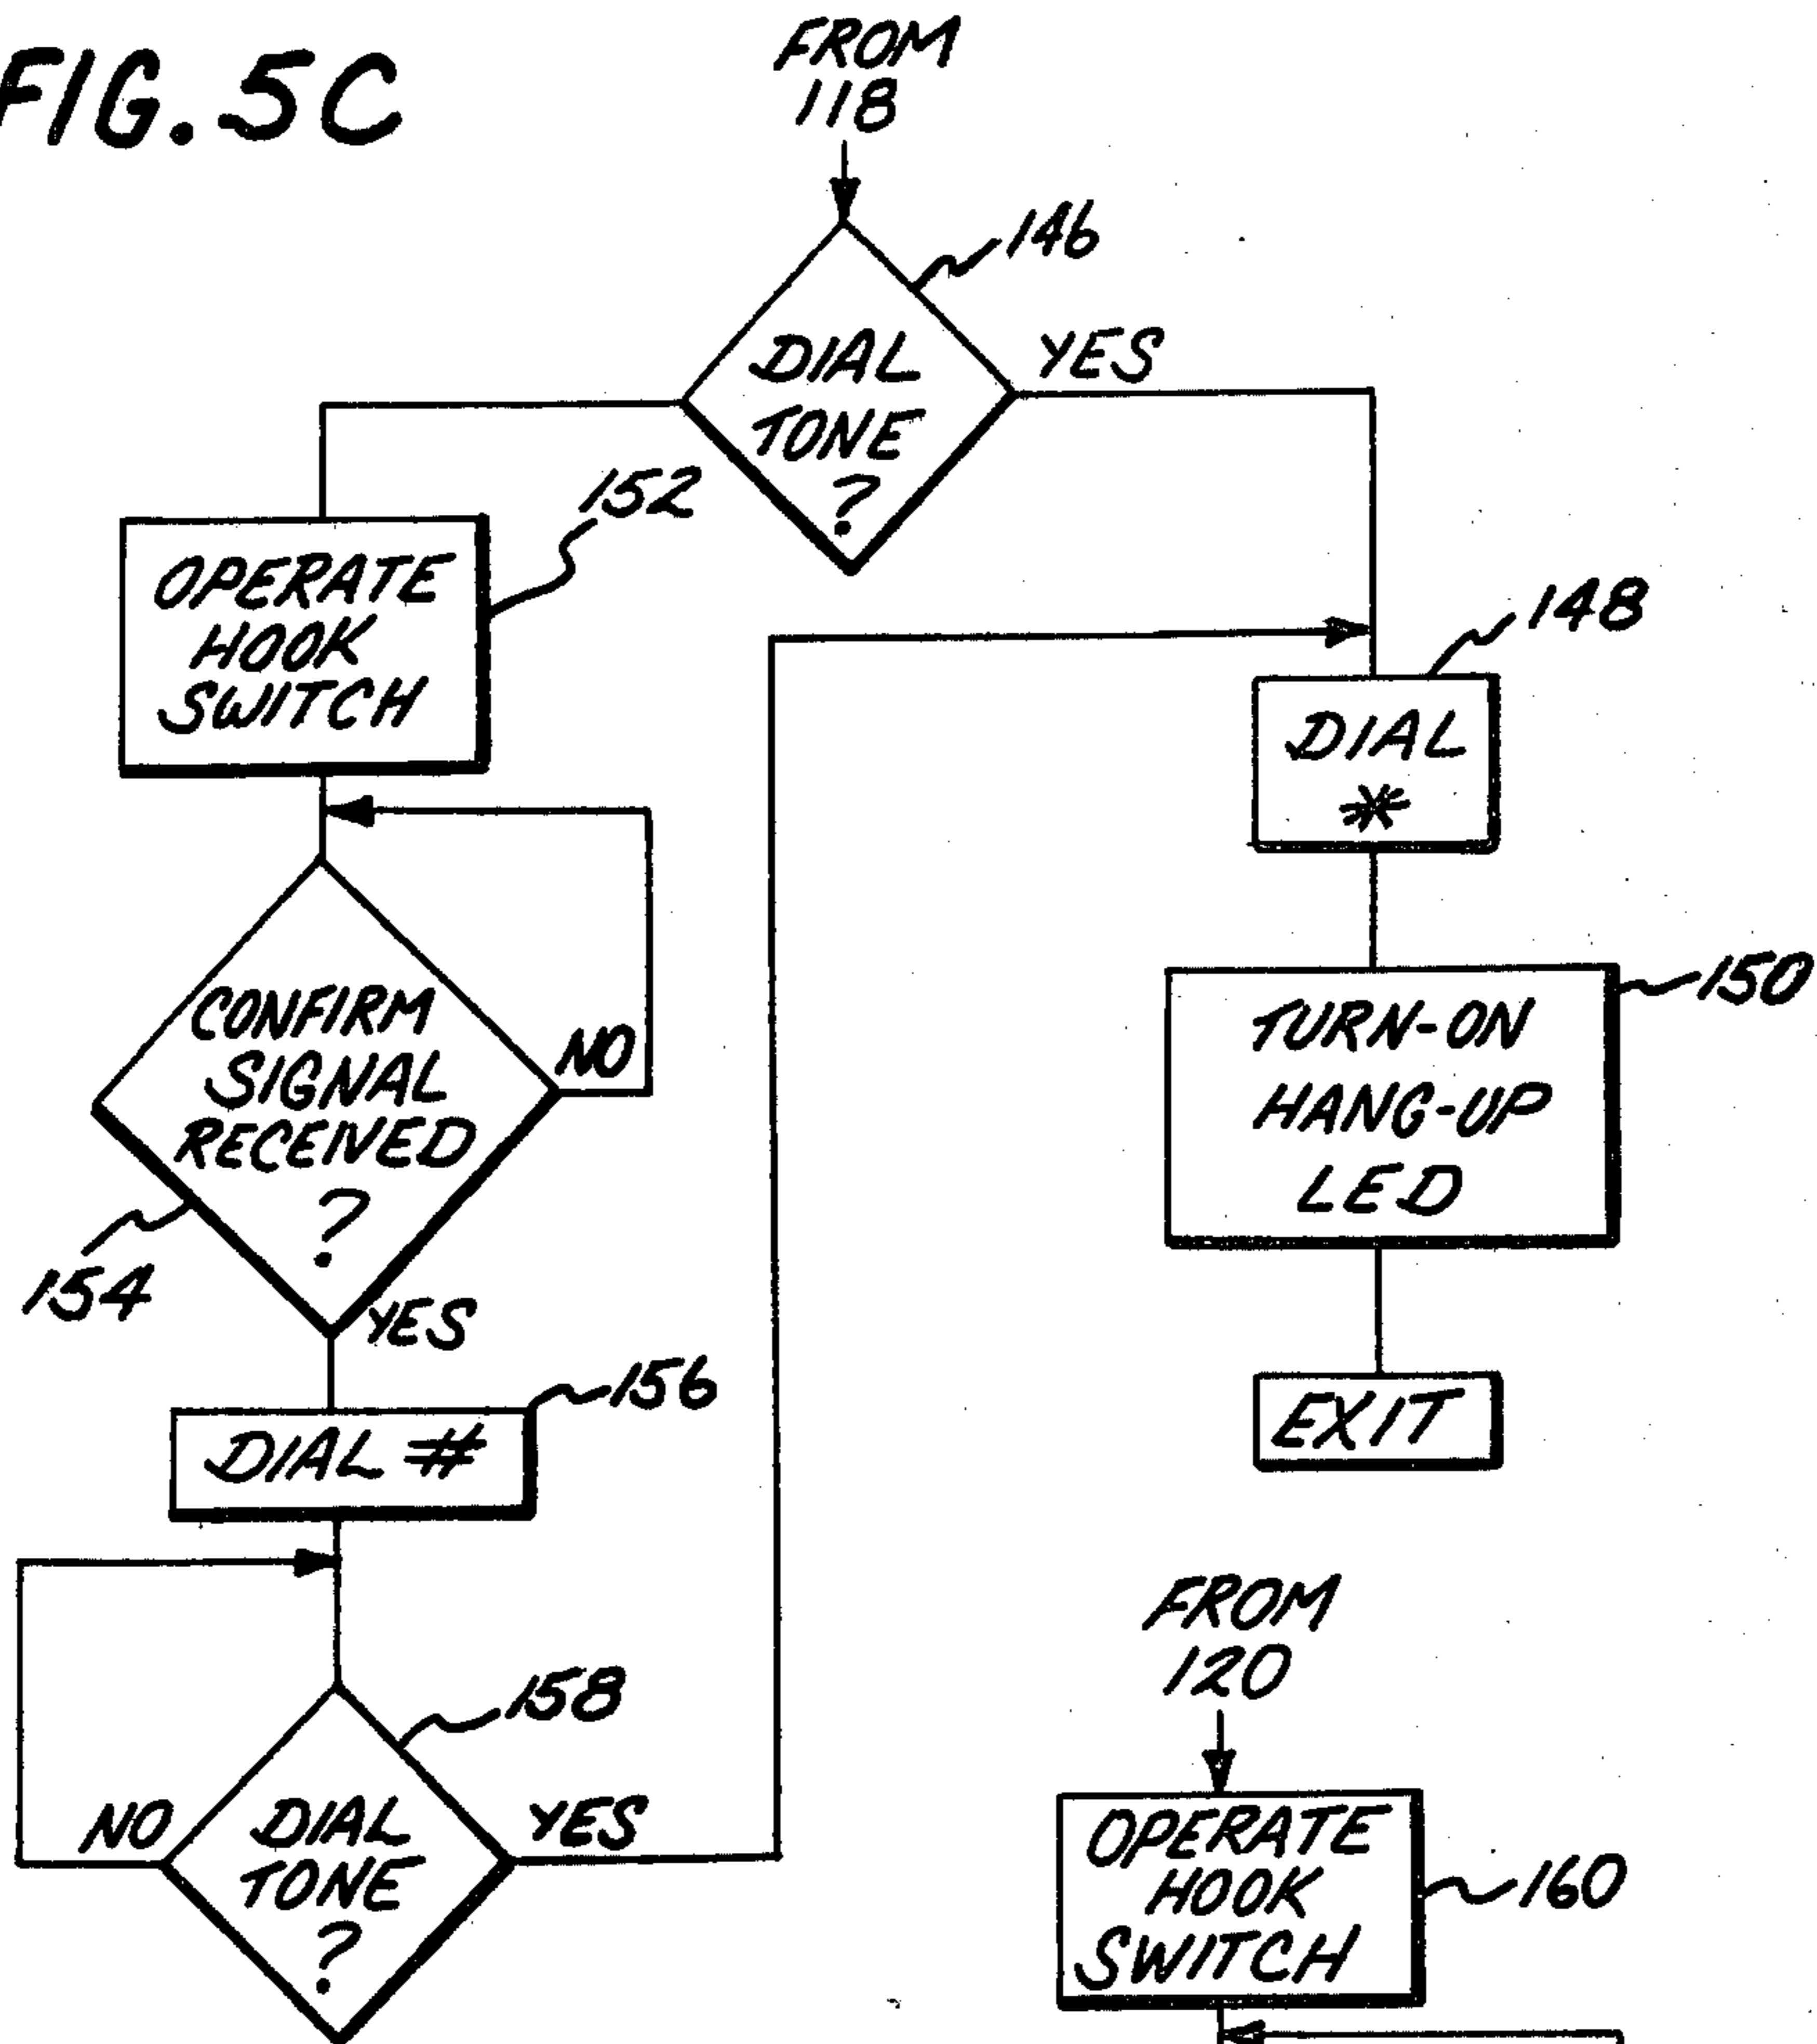 FIG. 5C
FROM
118
146
DIAL
TONE
?
YES
152
OPERATE
HOOK
SWITCH
148
DIAL
*
CONFIRM
SIGNAL
RECEIVED
?
NO
154
YES
150
TURN-ON
HANG-UP
LED
156
DIAL #
EXIT
158
DIAL
TONE
?
NO
YES
FROM
120
OPERATE
HOOK
SWITCH
160